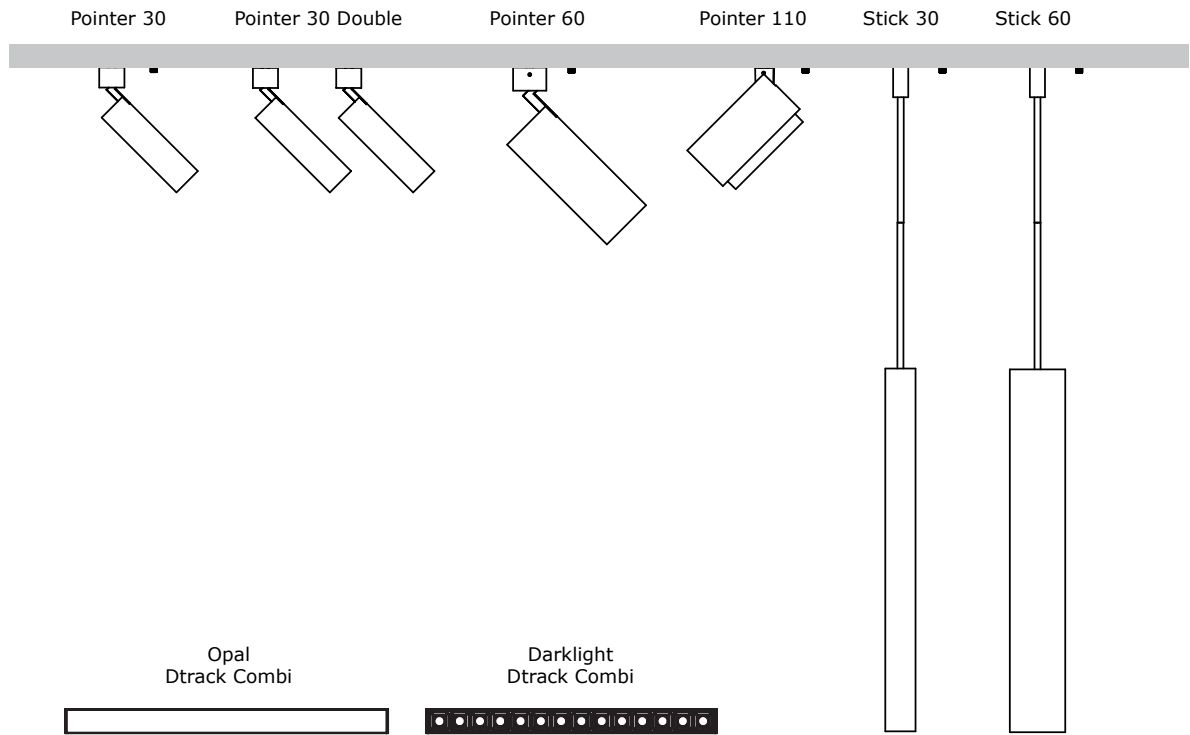 Pointer 30
Pointer 30 Double
Pointer 60
Pointer 110
Stick 30
Stick 60
Opal
Dtrack Combi
Darklight
Dtrack Combi